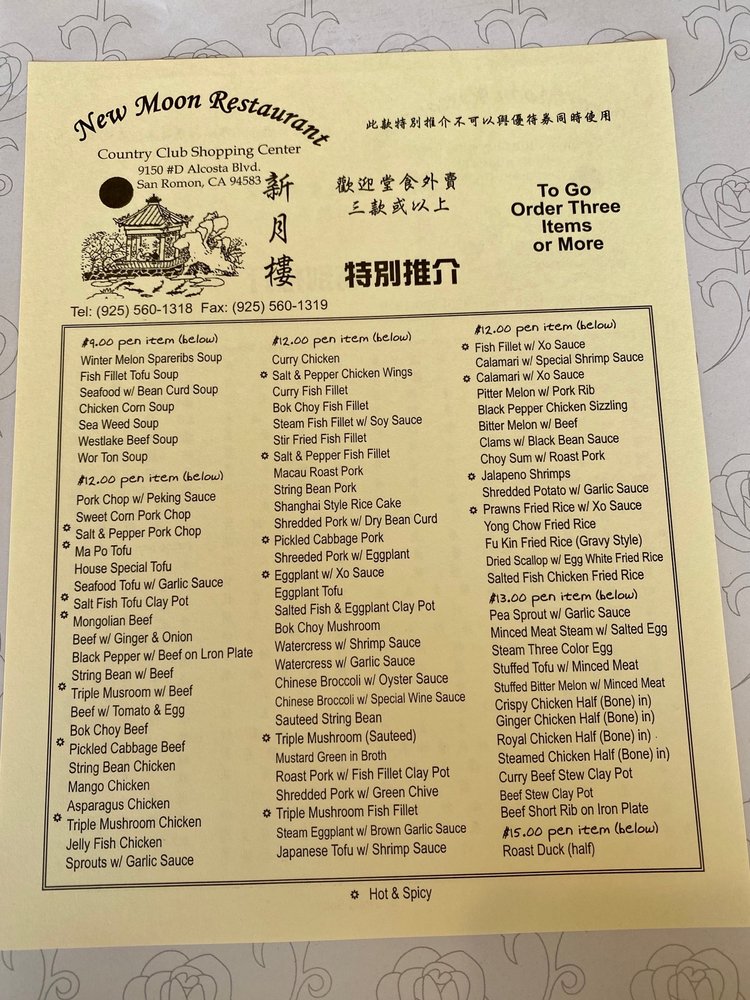 New Moon Restaurant
Country Club Shopping Center
9150 #D Alcosta Blvd.
San Romon, CA 94583
新月樓
Tel: (925) 560-1318 Fax: (925) 560-1319
此款特別推介不可以與優待券同時使用
歡迎堂食外賣
三款或以上
特別推介
To Go
Order Three
Items
or More
$9.00 pen item (below)
Winter Melon Spareribs Soup
Fish Fillet Tofu Soup
Seafood w/ Bean Curd Soup
Chicken Corn Soup
Sea Weed Soup
Westlake Beef Soup
Wor Ton Soup
$12.00 pen item (below)
Pork Chop w/ Peking Sauce
Sweet Corn Pork Chop
Salt & Pepper Pork Chop
Ma Po Tofu
House Special Tofu
Seafood Tofu w/ Garlic Sauce
Salt Fish Tofu Clay Pot
Mongolian Beef
Beef w/ Ginger & Onion
Black Pepper w/ Beef on Lron Plate
String Bean w/ Beef
Triple Musroom w/ Beef
Beef w/ Tomato & Egg
Bok Choy Beef
Pickled Cabbage Beef
String Bean Chicken
Mango Chicken
Asparagus Chicken
Triple Mushroom Chicken
Jelly Fish Chicken
Sprouts w/ Garlic Sauce
$12.00 pen item (below)
Curry Chicken
Salt & Pepper Chicken Wings
Curry Fish Fillet
Bok Choy Fish Fillet
Steam Fish Fillet w/ Soy Sauce
Stir Fried Fish Fillet
Salt & Pepper Fish Fillet
Macau Roast Pork
String Bean Pork
Shanghai Style Rice Cake
Shredded Pork w/ Dry Bean Curd
Pickled Cabbage Pork
Shreeded Pork w/ Eggplant
Eggplant w/ Xo Sauce
Eggplant Tofu
Salted Fish & Eggplant Clay Pot
Bok Choy Mushroom
Watercress w/ Shrimp Sauce
Watercress w/ Garlic Sauce
Chinese Broccoli w/ Oyster Sauce
Chinese Broccoli w/ Special Wine Sauce
Sauteed String Bean
Triple Mushroom (Sauteed)
Mustard Green in Broth
Roast Pork w/ Fish Fillet Clay Pot
Shredded Pork w/ Green Chive
Triple Mushroom Fish Fillet
Steam Eggplant w/ Brown Garlic Sauce
Japanese Tofu w/ Shrimp Sauce
$12.00 pen item (below)
Fish Fillet w/ Xo Sauce
Calamari w/ Special Shrimp Sauce
Calamari w/ Xo Sauce
Pitter Melon w/ Pork Rib
Black Pepper Chicken Sizzling
Bitter Melon w/ Beef
Clams w/ Black Bean Sauce
Choy Sum w/ Roast Pork
Jalapeno Shrimps
Shredded Potato w/ Garlic Sauce
Prawns Fried Rice w/ Xo Sauce
Yong Chow Fried Rice
Fu Kin Fried Rice (Gravy Style)
Dried Scallop w/ Egg White Fried Rice
Salted Fish Chicken Fried Rice
$13.00 pen item (below)
Pea Sprout w/ Garlic Sauce
Minced Meat Steam w/ Salted Egg
Steam Three Color Egg
Stuffed Tofu w/ Minced Meat
Stuffed Bitter Melon w/ Minced Meat
Crispy Chicken Half (Bone) in)
Ginger Chicken Half (Bone) in)
Royal Chicken Half (Bone) in)
Steamed Chicken Half (Bone) in)
Curry Beef Stew Clay Pot
Beef Stew Clay Pot
Beef Short Rib on Iron Plate
$15.00 pen item (below)
Roast Duck (half)
Hot & Spicy